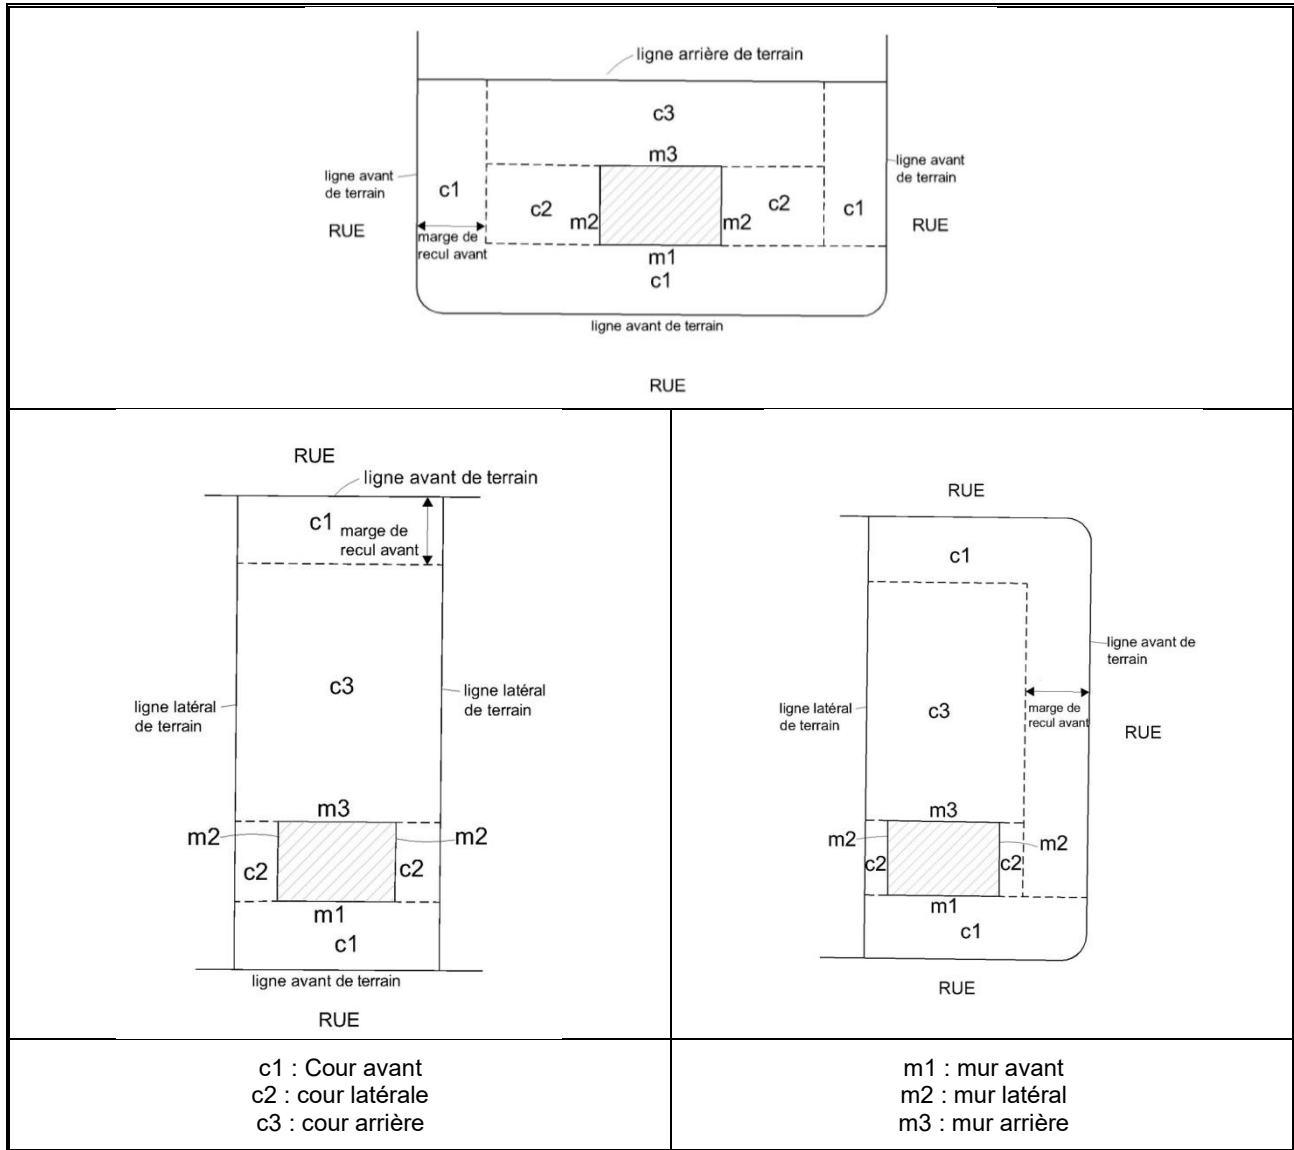 ligne arrière de terrain
c3
m3
ligne avant
de terrain
ligne avant
de terrain
c1
c2
m2
m2
c2
c1
RUE
RUE
marge de
recul avant
m1
c1
ligne avant de terrain
RUE
RUE
ligne avant de terrain
c1
marge de
recul avant
c3
ligne latéral
de terrain
ligne latéral
de terrain
m3
m2
m2
c2
c2
m1
c1
ligne avant de terrain
RUE
RUE
c1
ligne avant de
terrain
ligne latéral
de terrain
c3
marge de
recul avant
RUE
m3
m2
m2
c2
c2
m1
c1
RUE
c1 : Cour avant
c2 : cour latérale
c3 : cour arrière
m1 : mur avant
m2 : mur latéral
m3 : mur arrière